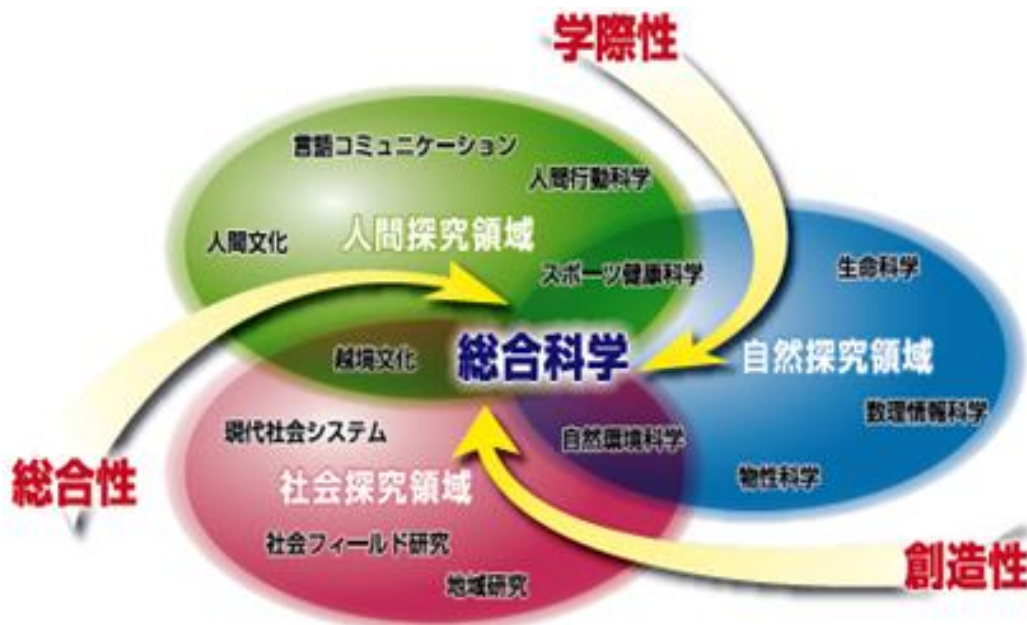 学際性
言語コミュニケーション
人間行動科学
人間文化
人間探究領域
スポーツ健康科学
生命科学
越境文化
総合科学
自然探究領域
現代社会システム
自然環境科学
数理情報科学
物性科学
総合性
社会探究領域
社会フィールド研究
地域研究
創造性